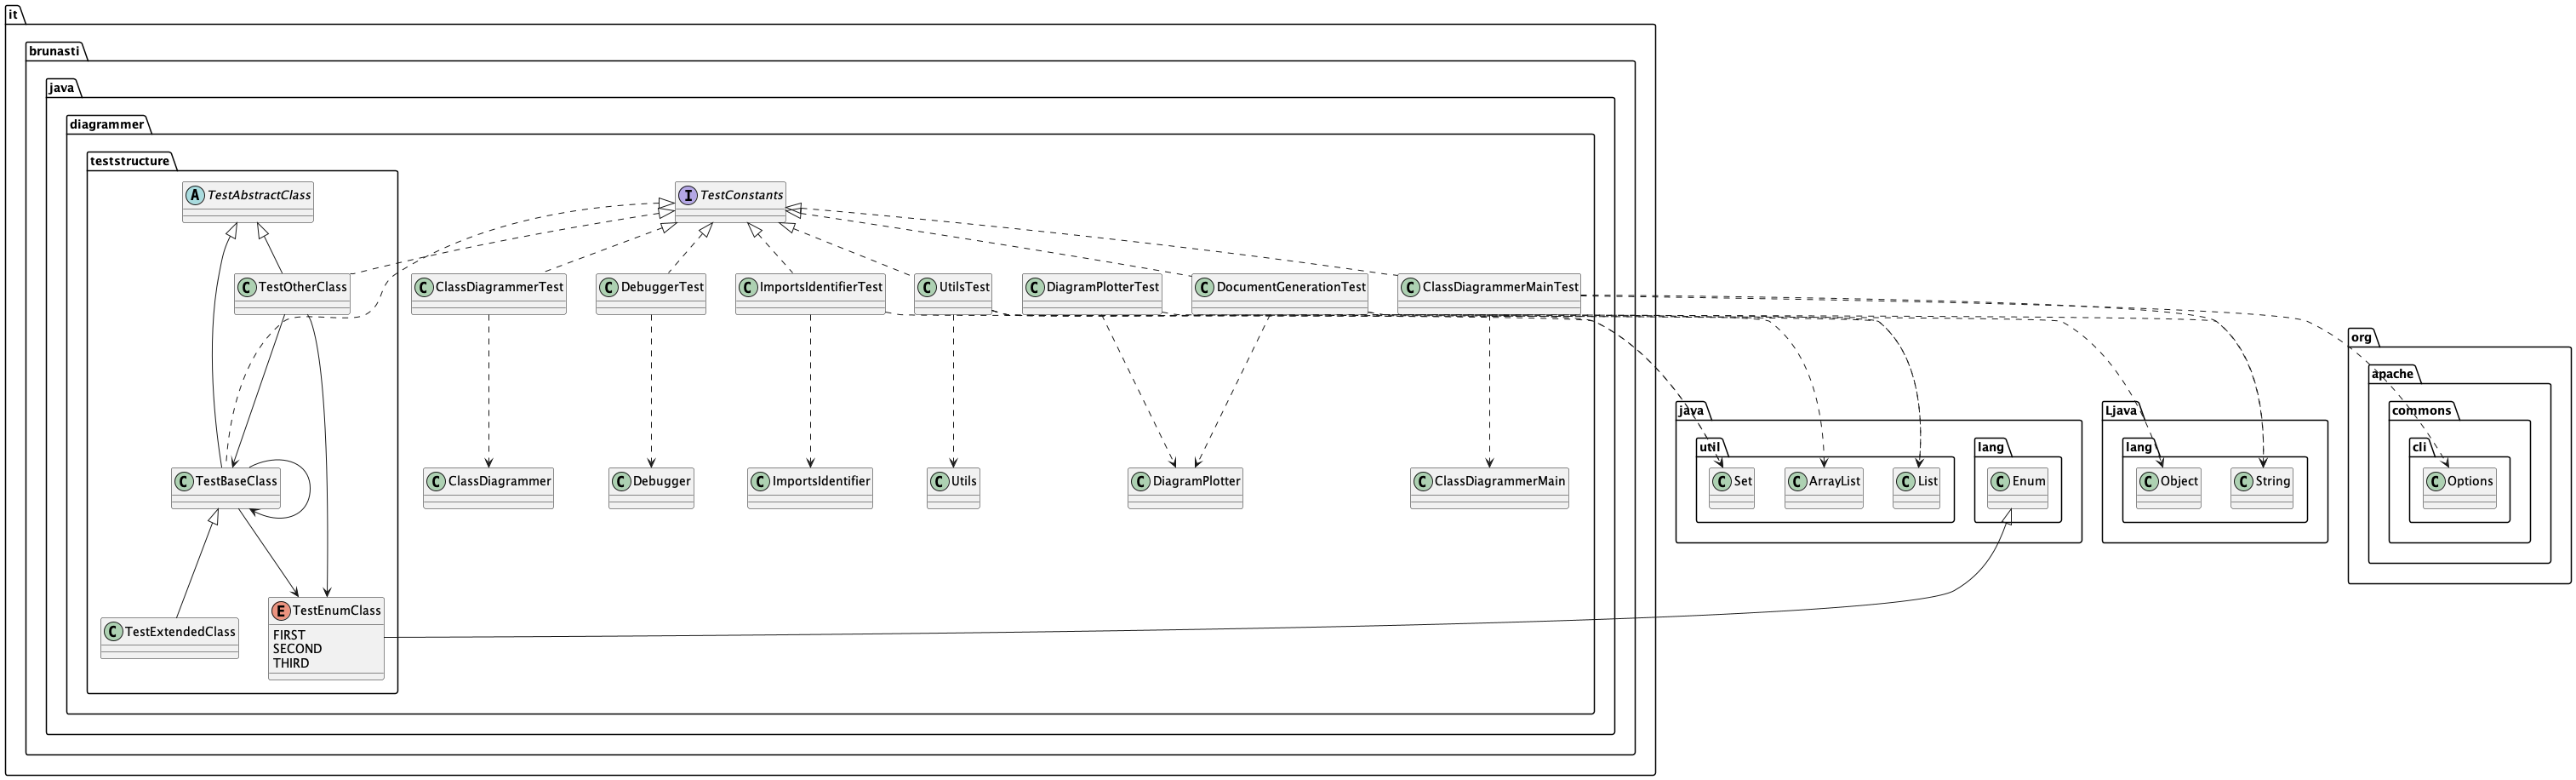 it
brunasti
java
diagrammer
teststructure
A TestAbstractClass
I TestConstants
C TestOtherClass
C ClassDiagrammerTest
C DebuggerTest
C ImportsIdentifierTest
C UtilsTest
C DiagramPlotterTest
C DocumentGenerationTest
C ClassDiagrammerMainTest
org
apache
java
Ljava
commons
util
lang
lang
cli
C TestBaseClass
C ClassDiagrammer
C Debugger
C ImportsIdentifier
C Utils
C DiagramPlotter
C ClassDiagrammerMain
C Set
C ArrayList
C List
C Enum
C Object
C String
C Options
C TestExtendedClass
E TestEnumClass
FIRST
SECOND
THIRD